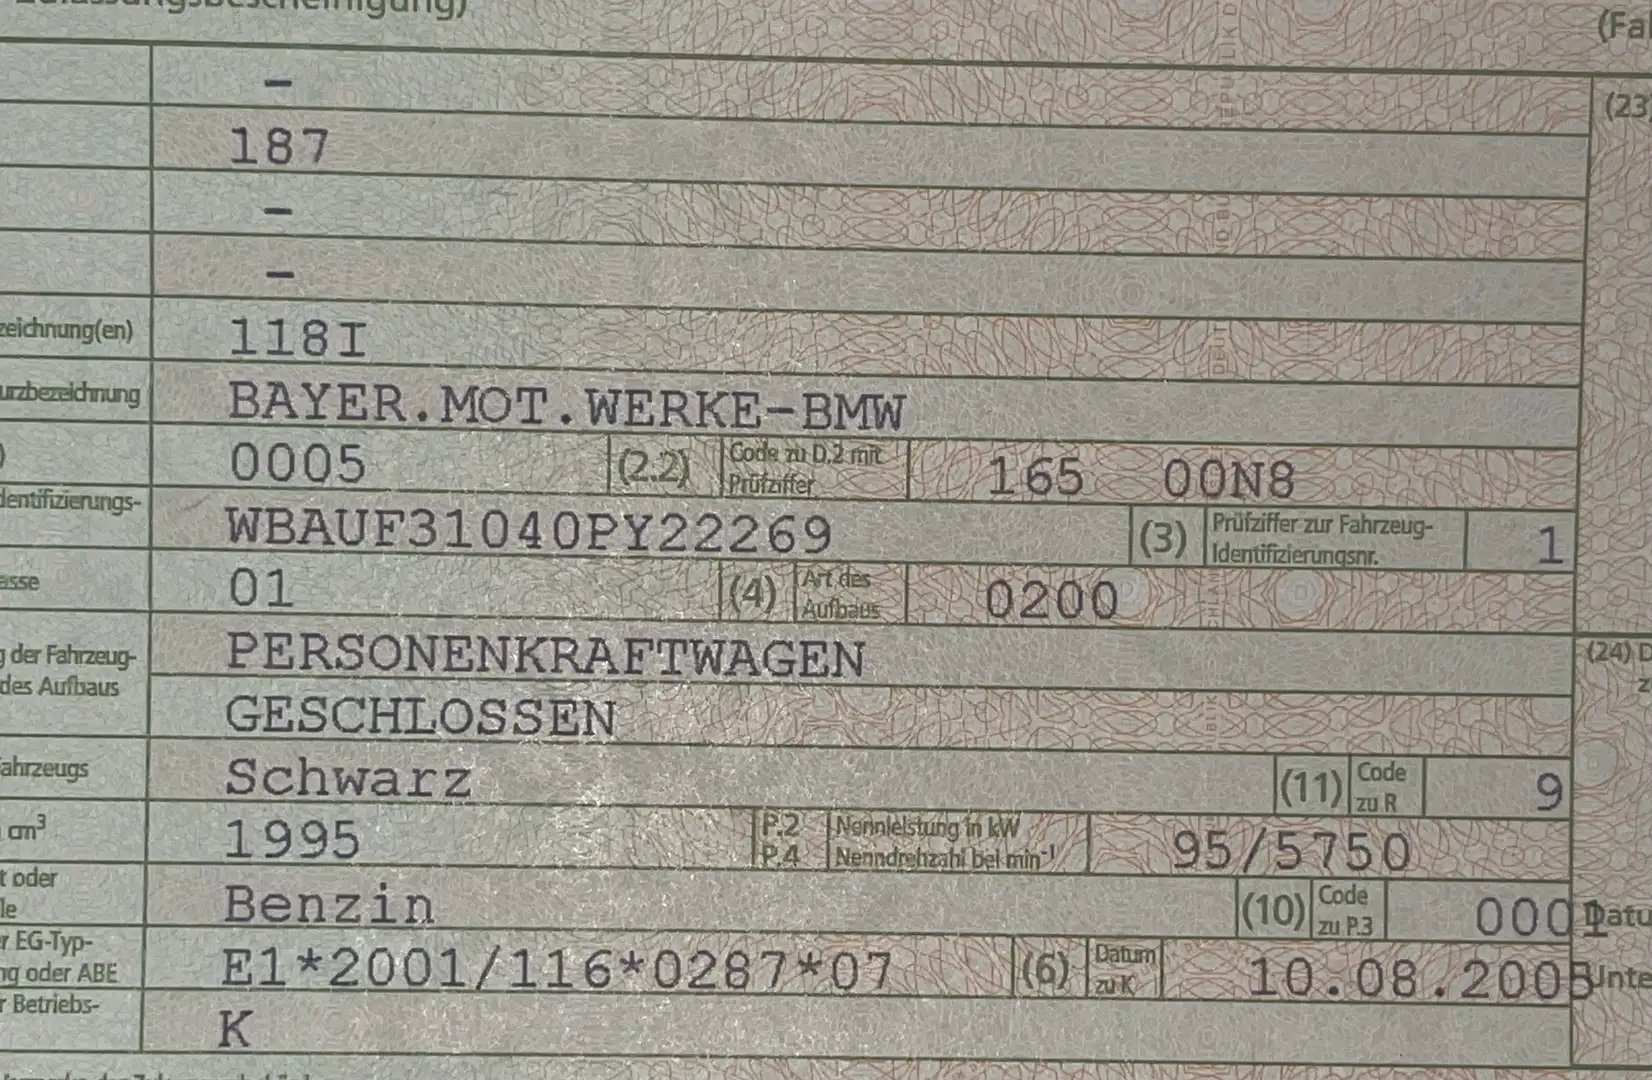 (Fa
–
(23
187
–
–
zeichnung(en) 118I
urzbezeichnung BAYER.MOT.WERKE-BMW
) 0005 (2.2) Code zu D.2 mit Prüfziffer 165 00N8
dentifizierungs- WBAUF31040PY22269 (3) Prüfziffer zur Fahrzeug-Identifizierungsnr. 1
asse 01 (4) Art des Aufbaus 0200
g der Fahrzeug- PERSONENKRAFTWAGEN (24) D
des Aufbaus GESCHLOSSEN
ahrzeugs Schwarz (11) Code zu R 9
cm³ 1995 P.2 P.4 Nennleistung in kW Nenndrehzahl bei min-1 95/5750
t oder le Benzin (10) Code zu P.3 0001 Datu
r EG-Typ- ng oder ABE E1*2001/116*0287*07 (6) Datum zu K 10.08.2005 Unte
r Betriebs- K